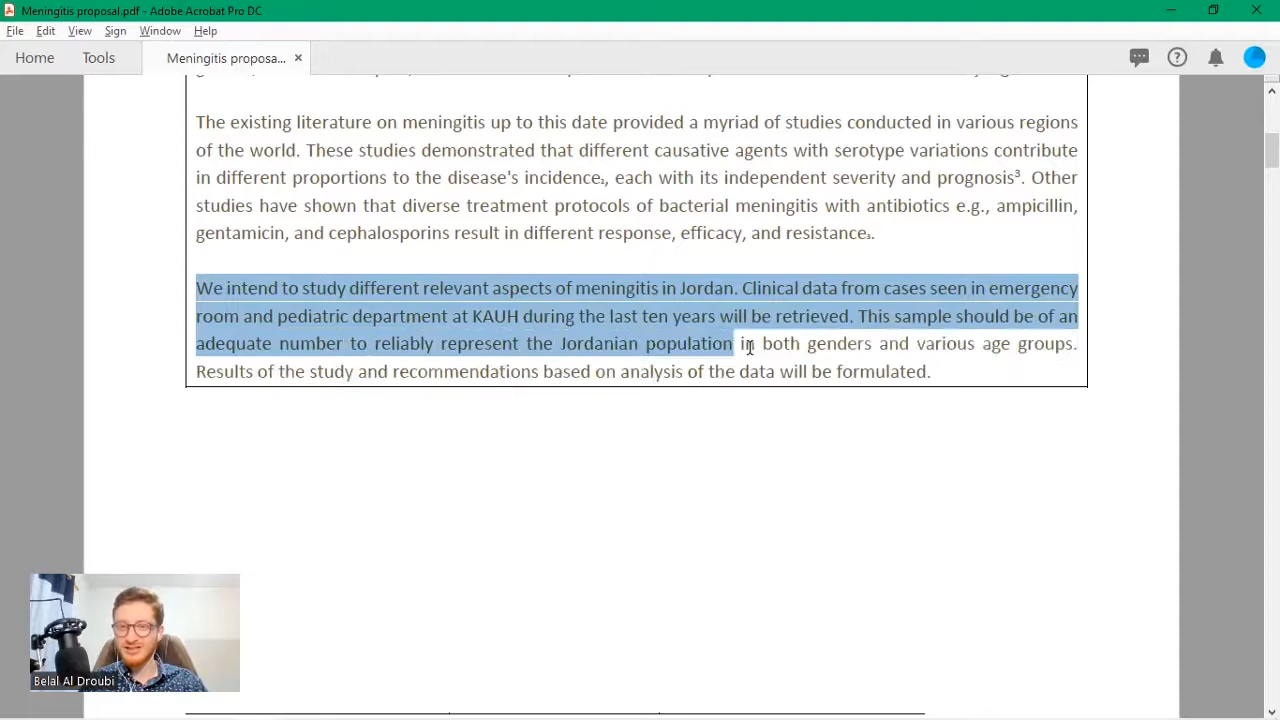 Meningitis proposal.pdf - Adobe Acrobat Pro DC
File Edit View Sign Window Help
Home Tools Meningitis proposa... ×
The existing literature on meningitis up to this date provided a myriad of studies conducted in various regions
of the world. These studies demonstrated that different causative agents with serotype variations contribute
in different proportions to the disease's incidence₂, each with its independent severity and prognosis³. Other
studies have shown that diverse treatment protocols of bacterial meningitis with antibiotics e.g., ampicillin,
gentamicin, and cephalosporins result in different response, efficacy, and resistance₃.
We intend to study different relevant aspects of meningitis in Jordan. Clinical data from cases seen in emergency
room and pediatric department at KAUH during the last ten years will be retrieved. This sample should be of an
adequate number to reliably represent the Jordanian population in both genders and various age groups.
Results of the study and recommendations based on analysis of the data will be formulated.
Belal Al Droubi